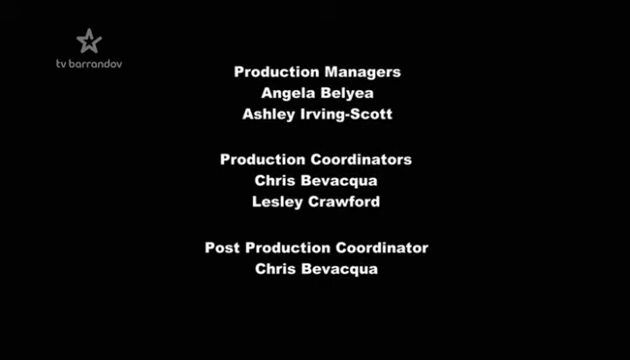 tv barrandov
Production Managers
Angela Belyea
Ashley Irving-Scott
Production Coordinators
Chris Bevacqua
Lesley Crawford
Post Production Coordinator
Chris Bevacqua